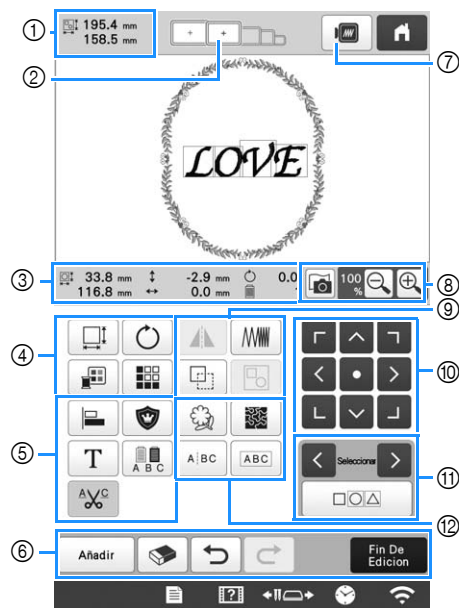 ① 195.4 mm
158.5 mm
②
⑦
LOVE
③ 33.8 mm -2.9 mm 0.0
116.8 mm 0.0 mm
100 %
⑧
④
⑨
⑩
⑤
T
A B C
A BC
ABC
A C
Seleccionar
⑪
⑫
⑥ Añadir
Fin De
Edicion